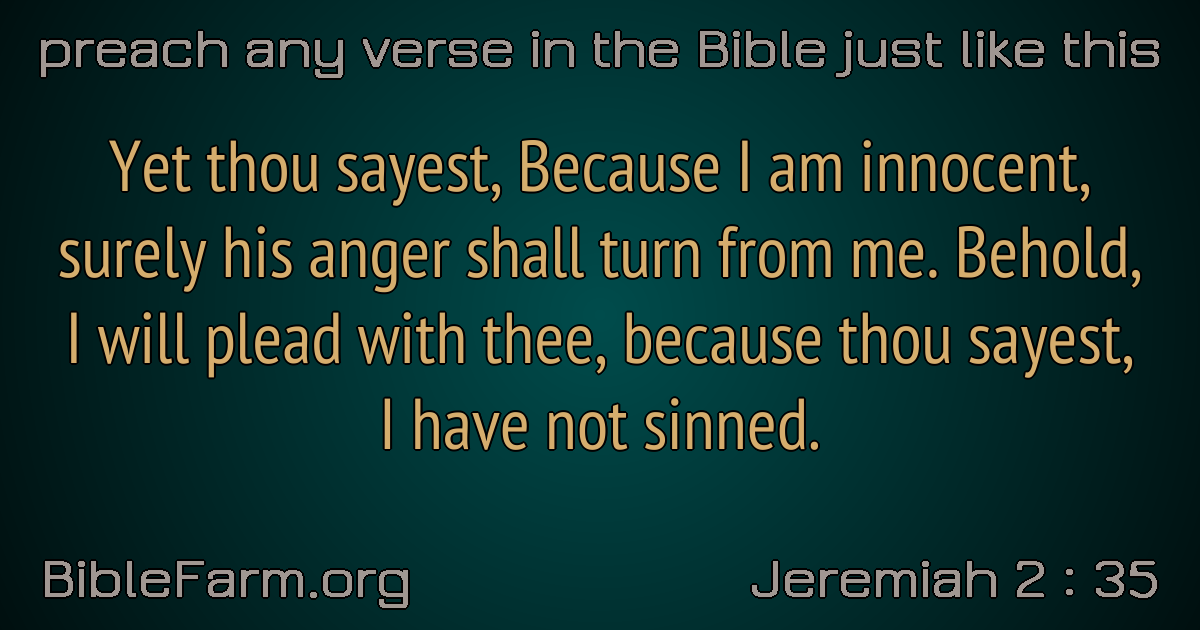 preach any verse in the Bible just like this
Yet thou sayest, Because I am innocent,
surely his anger shall turn from me. Behold,
I will plead with thee, because thou sayest,
I have not sinned.
BibleFarm.org
Jeremiah 2 : 35